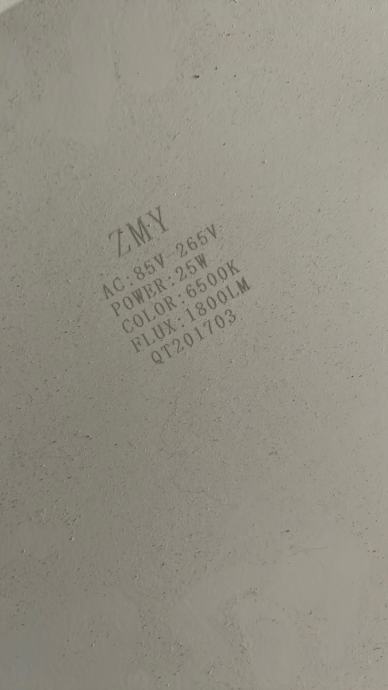 ZMY
AC:85V-265V
POWER:25W
COLOR:6500K
FLUX:1800LM
QT201703